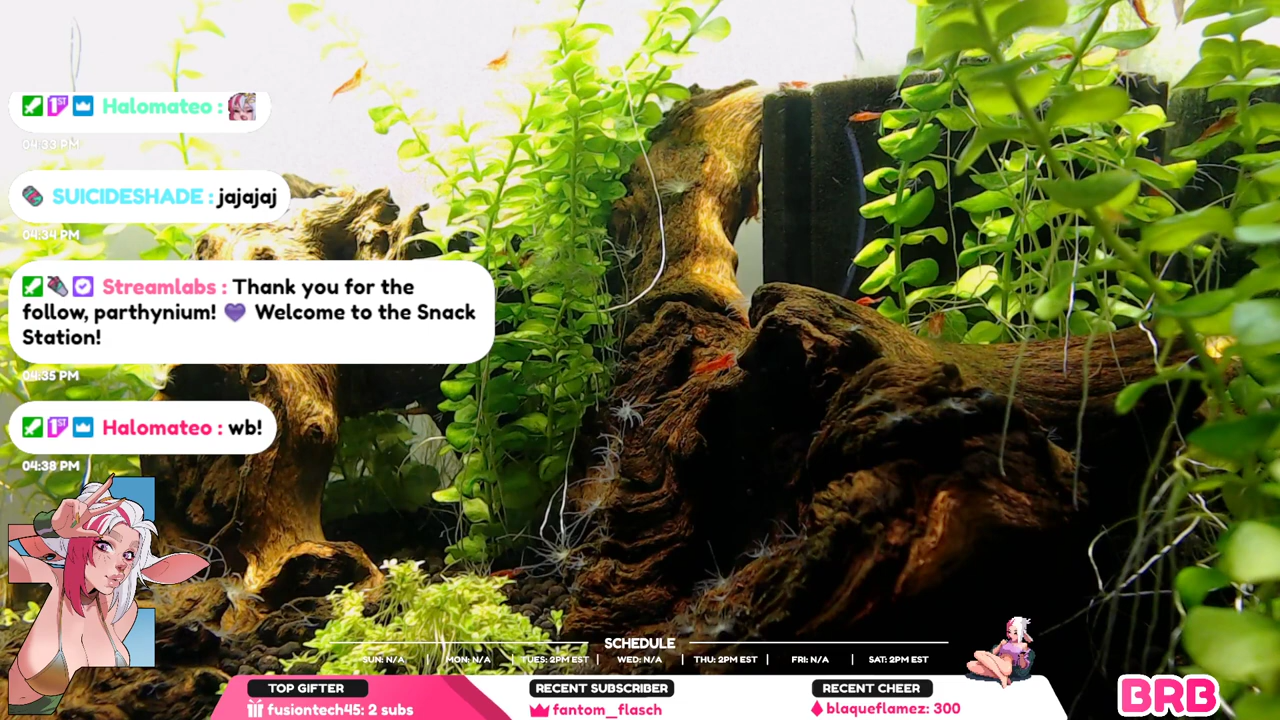 1ST Halomateo :
04:33 PM
SUICIDESHADE : jajajaj
04:34 PM
Streamlabs : Thank you for the
follow, parthynium! 💜 Welcome to the Snack
Station!
04:35 PM
1ST Halomateo : wb!
04:38 PM
SCHEDULE
SUN: N/A | MON: N/A | TUES: 2PM EST | WED: N/A | THU: 2PM EST | FRI: N/A | SAT: 2PM EST
TOP GIFTER
fusiontech45: 2 subs
RECENT SUBSCRIBER
fantom_flasch
RECENT CHEER
blaqueflamez: 300
BRB